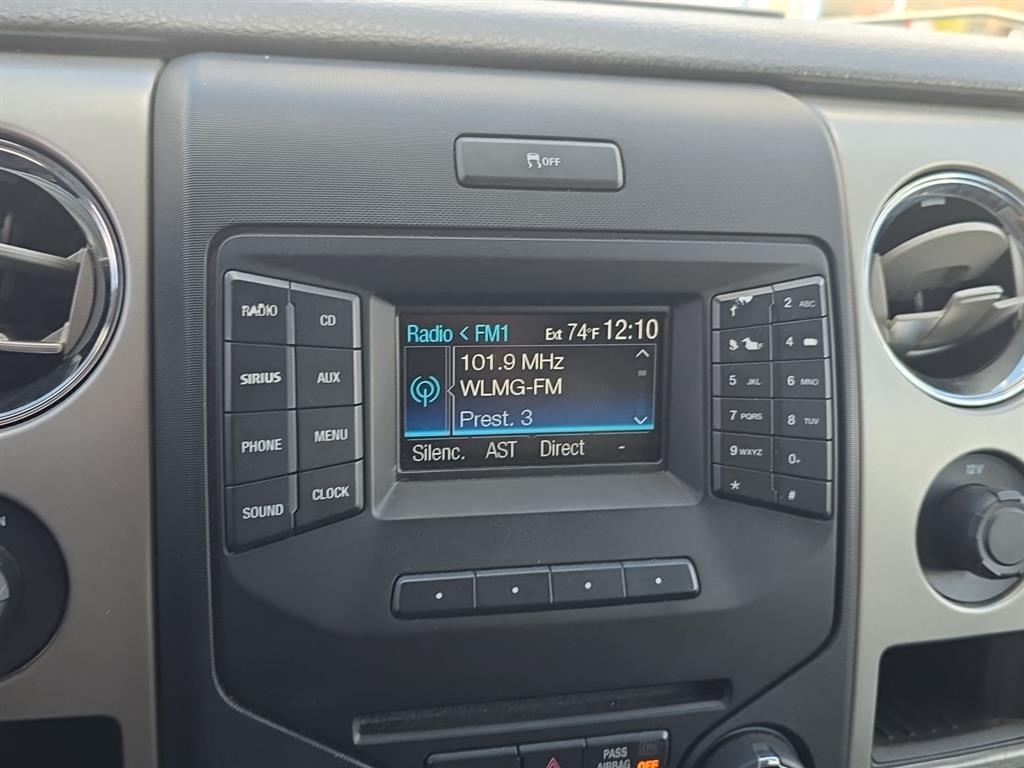 OFF
RADIO
CD
SIRIUS
AUX
PHONE
MENU
SOUND
CLOCK
Radio < FM1 Ext 74°F 12:10
101.9 MHz
WLMG-FM
Prest. 3
Silenc. AST Direct -
2 ABC
4
5 JKL
6 MNO
7 PQRS
8 TUV
9 WXYZ
0+
*
#
12V
PASS
AIRBAG
ON
OFF